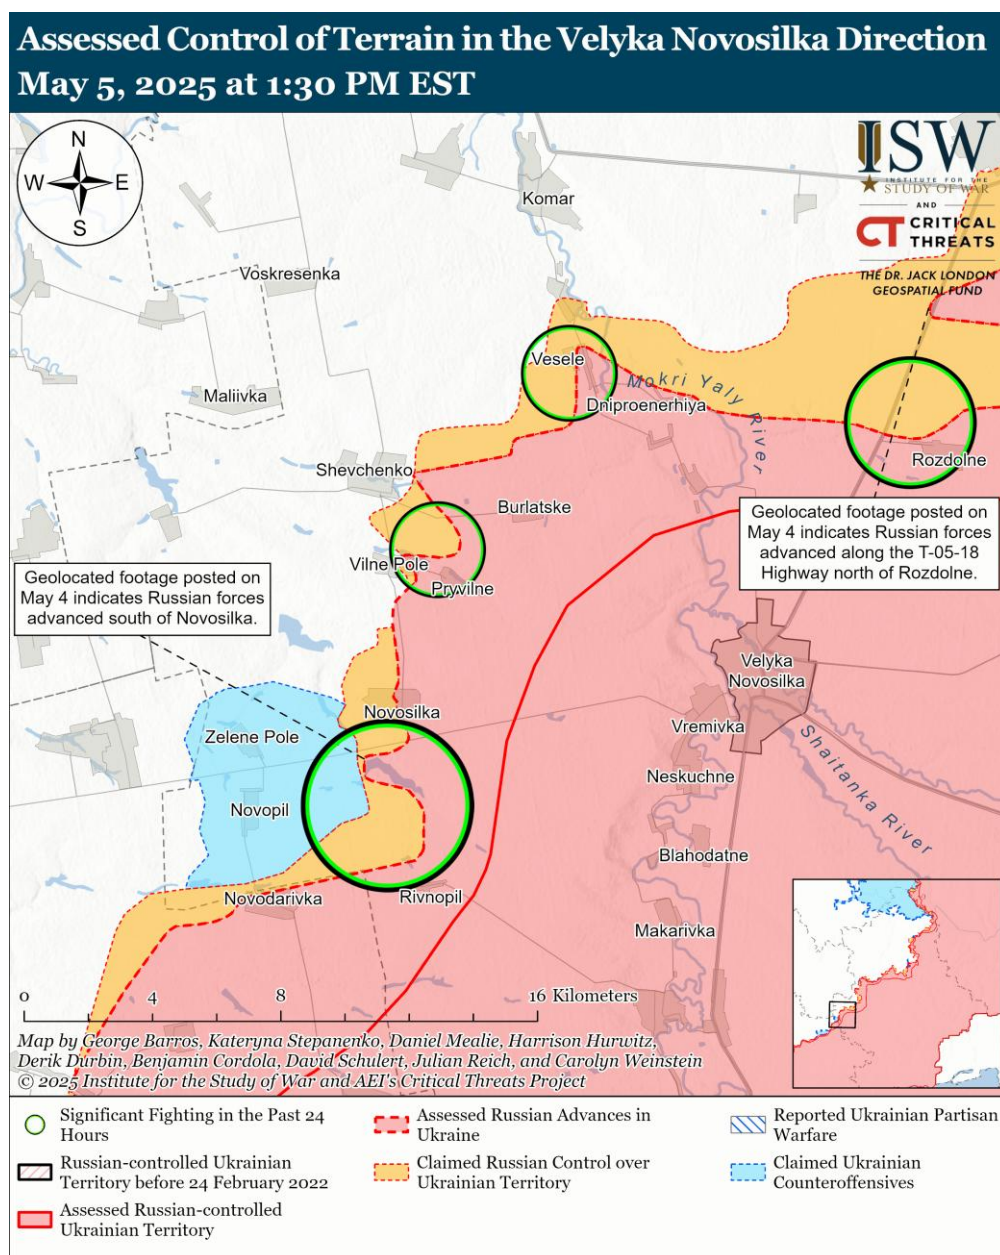 Assessed Control of Terrain in the Velyka Novosilka Direction
May 5, 2025 at 1:30 PM EST
N
W
E
S
ISW
INSTITUTE FOR THE
STUDY OF WAR
AND
CT CRITICAL
THREATS
THE DR. JACK LONDON
GEOSPATIAL FUND
Komar
Voskresenka
Vesele
Maliivka
Mokri Yaly River
Dniproenerhiya
Shevchenko
Rozdolne
Burlatske
Geolocated footage posted on
May 4 indicates Russian forces
advanced along the T-05-18
Highway north of Rozdolne.
Vilne Pole
Pryvilne
Geolocated footage posted on
May 4 indicates Russian forces
advanced south of Novosilka.
Velyka
Novosilka
Novosilka
Vremivka
Zelene Pole
Shaitanka River
Neskuchne
Novopil
Blahodatne
Novodarivka
Rivnopil
Makarivka
0
4
8
16 Kilometers
Map by George Barros, Kateryna Stepanenko, Daniel Mealie, Harrison Hurwitz,
Derik Durbin, Benjamin Cordola, David Schulert, Julian Reich, and Carolyn Weinstein
© 2025 Institute for the Study of War and AEI's Critical Threats Project
Significant Fighting in the Past 24
Hours
Russian-controlled Ukrainian
Territory before 24 February 2022
Assessed Russian-controlled
Ukrainian Territory
Assessed Russian Advances in
Ukraine
Claimed Russian Control over
Ukrainian Territory
Reported Ukrainian Partisan
Warfare
Claimed Ukrainian
Counteroffensives